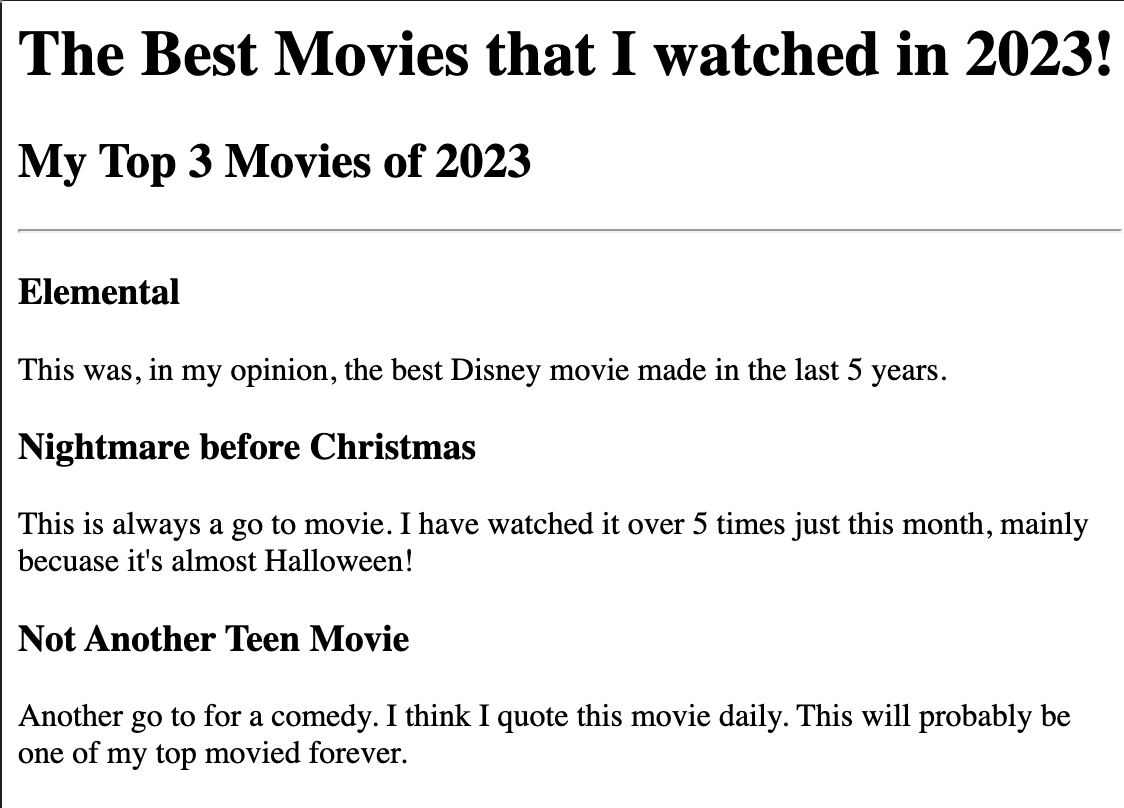 The Best Movies that I watched in 2023!
My Top 3 Movies of 2023
Elemental
This was, in my opinion, the best Disney movie made in the last 5 years.
Nightmare before Christmas
This is always a go to movie. I have watched it over 5 times just this month, mainly
becuase it's almost Halloween!
Not Another Teen Movie
Another go to for a comedy. I think I quote this movie daily. This will probably be
one of my top movied forever.